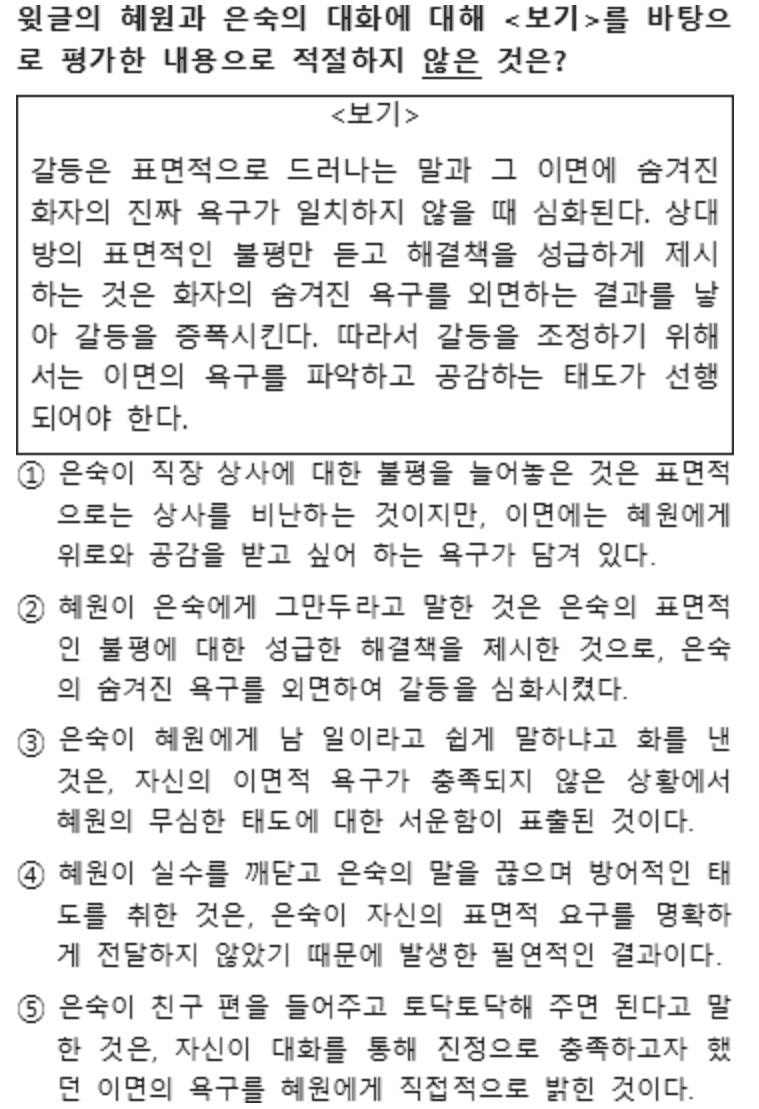 윗글의 혜원과 은숙의 대화에 대해 <보기>를 바탕으
로 평가한 내용으로 적절하지 않은 것은?
<보기>
갈등은 표면적으로 드러나는 말과 그 이면에 숨겨진
화자의 진짜 욕구가 일치하지 않을 때 심화된다. 상대
방의 표면적인 불평만 듣고 해결책을 성급하게 제시
하는 것은 화자의 숨겨진 욕구를 외면하는 결과를 낳
아 갈등을 증폭시킨다. 따라서 갈등을 조정하기 위해
서는 이면의 욕구를 파악하고 공감하는 태도가 선행
되어야 한다.
① 은숙이 직장 상사에 대한 불평을 늘어놓은 것은 표면적
으로는 상사를 비난하는 것이지만, 이면에는 혜원에게
위로와 공감을 받고 싶어 하는 욕구가 담겨 있다.
② 혜원이 은숙에게 그만두라고 말한 것은 은숙의 표면적
인 불평에 대한 성급한 해결책을 제시한 것으로, 은숙
의 숨겨진 욕구를 외면하여 갈등을 심화시켰다.
③ 은숙이 혜원에게 남 일이라고 쉽게 말하냐고 화를 낸
것은, 자신의 이면적 욕구가 충족되지 않은 상황에서
혜원의 무심한 태도에 대한 서운함이 표출된 것이다.
④ 혜원이 실수를 깨닫고 은숙의 말을 끊으며 방어적인 태
도를 취한 것은, 은숙이 자신의 표면적 요구를 명확하
게 전달하지 않았기 때문에 발생한 필연적인 결과이다.
⑤ 은숙이 친구 편을 들어주고 토닥토닥해 주면 된다고 말
한 것은, 자신이 대화를 통해 진정으로 충족하고자 했
던 이면의 욕구를 혜원에게 직접적으로 밝힌 것이다.